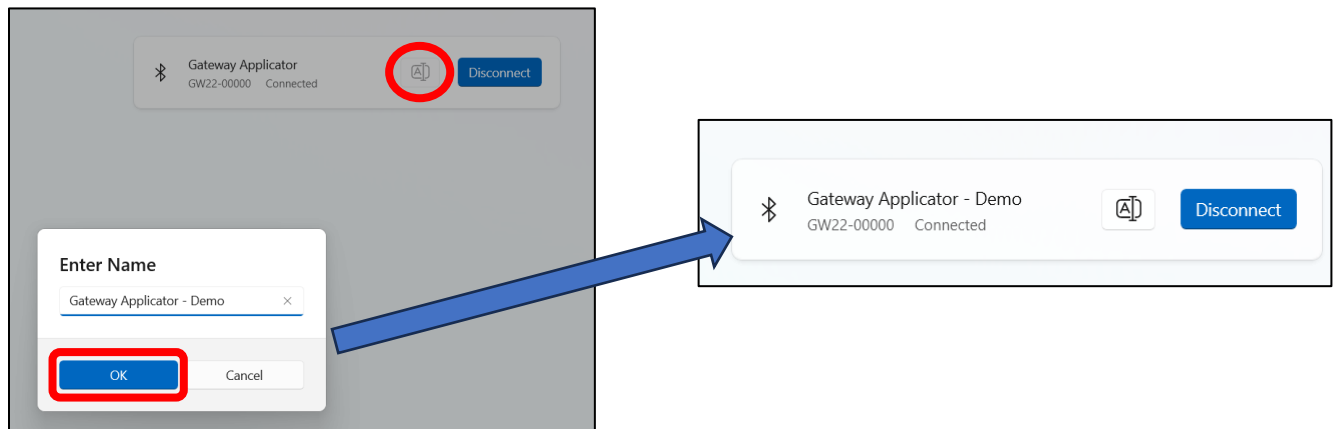 Gateway Applicator
GW22-00000 Connected
Disconnect
Enter Name
Gateway Applicator - Demo
OK
Cancel
Gateway Applicator - Demo
GW22-00000 Connected
Disconnect